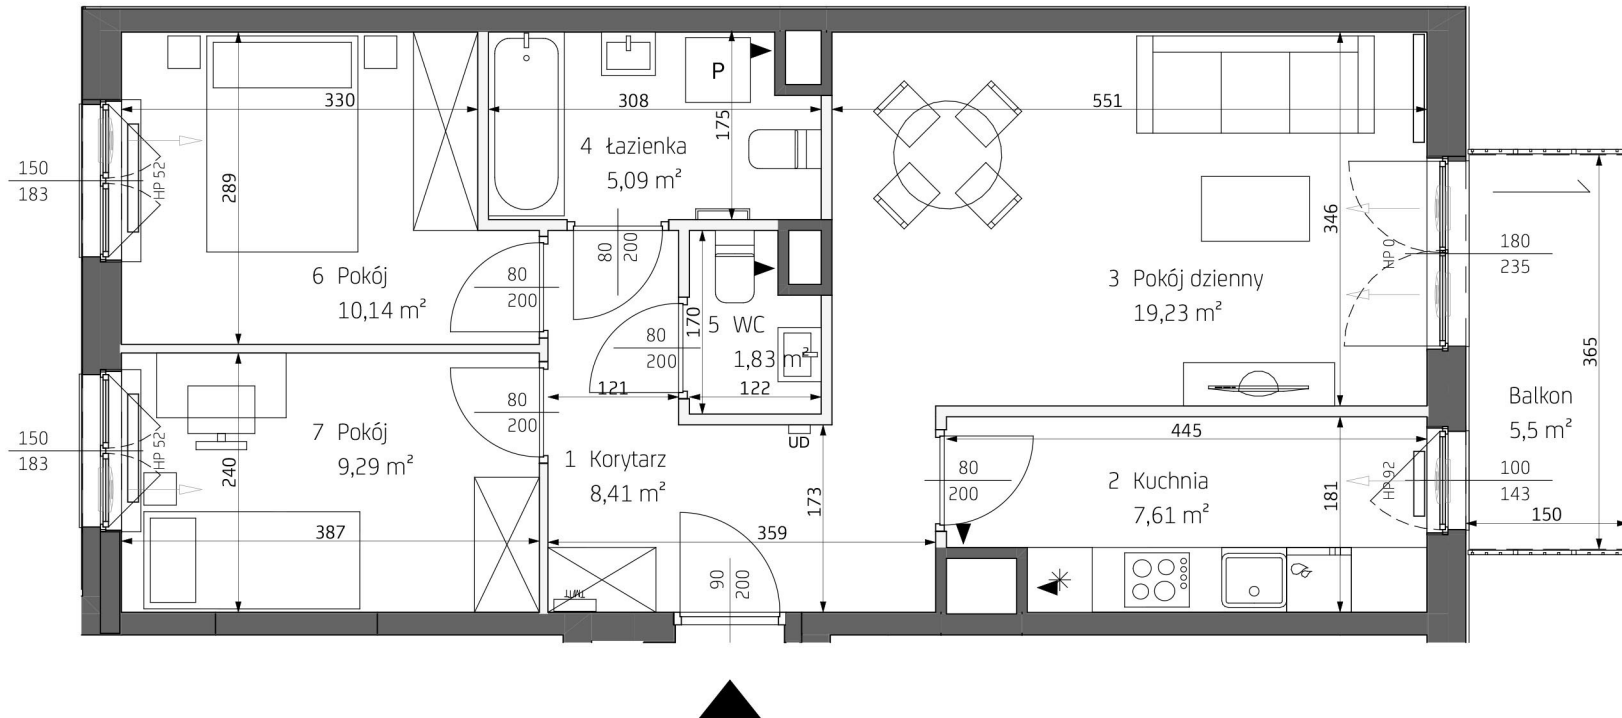 330
308
551
P
175
4 Łazienka
5,09 m²
150
183
HP 52
289
346
6 Pokój
10,14 m²
80
200
80
200
HP 0
180
235
3 Pokój dzienny
19,23 m²
170
5 WC
1,83 m²
80
200
121
122
365
Balkon
5,5 m²
80
200
150
183
HP 52
7 Pokój
9,29 m²
240
387
1 Korytarz
8,41 m²
UD
445
173
359
80
200
2 Kuchnia
7,61 m²
181
HP 92
100
143
150
90
200